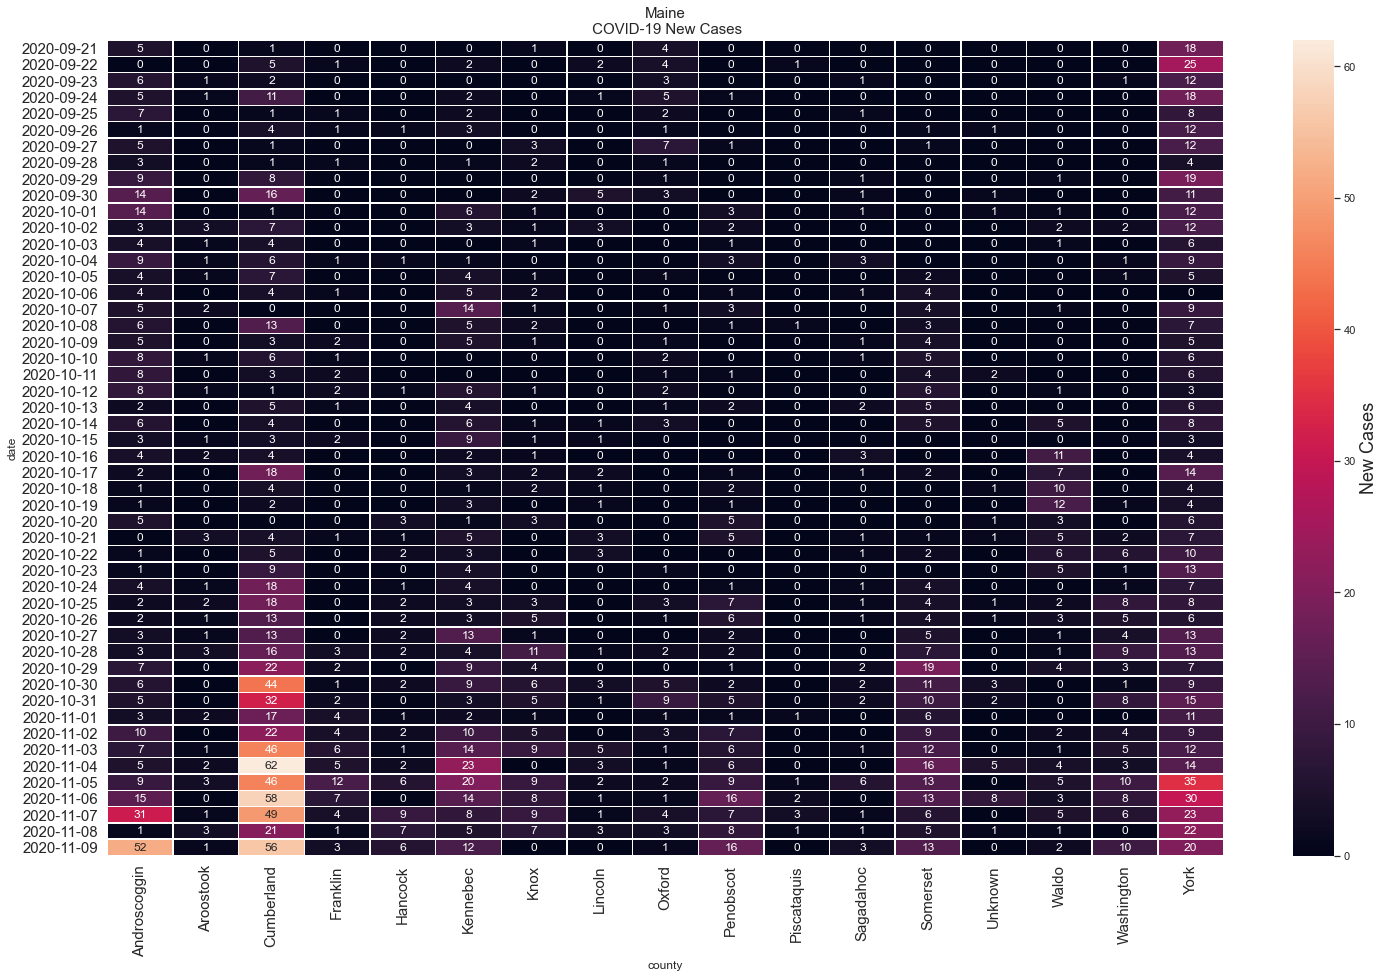 Maine
COVID-19 New Cases
2020-09-21 5 0 1 0 0 0 1 0 4 0 0 0 0 0 0 0 18
2020-09-22 0 0 5 1 0 2 0 2 4 0 1 0 0 0 0 0 25
2020-09-23 6 1 2 0 0 0 0 0 3 0 0 1 0 0 0 1 12
2020-09-24 5 1 11 0 0 2 0 1 5 1 0 0 0 0 0 0 18
2020-09-25 7 0 1 1 0 2 0 0 2 0 0 1 0 0 0 0 8
2020-09-26 1 0 4 1 1 3 0 0 1 0 0 0 1 1 0 0 12
2020-09-27 5 0 1 0 0 0 3 0 7 1 0 0 1 0 0 0 12
2020-09-28 3 0 1 1 0 1 2 0 1 0 0 0 0 0 0 0 4
2020-09-29 9 0 8 0 0 0 0 0 1 0 0 1 0 0 1 0 19
2020-09-30 14 0 16 0 0 0 2 5 3 0 0 1 0 1 0 0 11
2020-10-01 14 0 1 0 0 6 1 0 0 3 0 1 0 1 1 0 12
2020-10-02 3 3 7 0 0 3 1 3 0 2 0 0 0 0 2 2 12
2020-10-03 4 1 4 0 0 0 1 0 0 1 0 0 0 0 1 0 6
2020-10-04 9 1 6 1 1 1 0 0 0 3 0 3 0 0 0 1 9
2020-10-05 4 1 7 0 0 4 1 0 1 0 0 0 2 0 0 1 5
2020-10-06 4 0 4 1 0 5 2 0 0 1 0 1 4 0 0 0 0
2020-10-07 5 2 0 0 0 14 1 0 1 3 0 0 4 0 1 0 9
2020-10-08 6 0 13 0 0 5 2 0 0 1 1 0 3 0 0 0 7
2020-10-09 5 0 3 2 0 5 1 0 1 0 0 1 4 0 0 0 5
2020-10-10 8 1 6 1 0 0 0 0 2 0 0 1 5 0 0 0 6
2020-10-11 8 0 3 2 0 0 0 0 1 1 0 0 4 2 0 0 6
2020-10-12 8 1 1 2 1 6 1 0 2 0 0 0 6 0 1 0 3
2020-10-13 2 0 5 1 0 4 0 0 1 2 0 2 5 0 0 0 6
2020-10-14 6 0 4 0 0 6 1 1 3 0 0 0 5 0 5 0 8
2020-10-15 3 1 3 2 0 9 1 1 0 0 0 0 0 0 0 0 3
2020-10-16 4 2 4 0 0 2 1 0 0 0 0 3 0 0 11 0 4
2020-10-17 2 0 18 0 0 3 2 2 0 1 0 1 2 0 7 0 14
2020-10-18 1 0 4 0 0 1 2 1 0 2 0 0 0 1 10 0 4
2020-10-19 1 0 2 0 0 3 0 1 0 1 0 0 0 0 12 1 4
2020-10-20 5 0 0 0 3 1 3 0 0 5 0 0 0 1 3 0 6
2020-10-21 0 3 4 1 1 5 0 3 0 5 0 1 1 1 5 2 7
2020-10-22 1 0 5 0 2 3 0 3 0 0 0 1 2 0 6 6 10
2020-10-23 1 0 9 0 0 4 0 0 1 0 0 0 0 0 5 1 13
2020-10-24 4 1 18 0 1 4 0 0 0 1 0 1 4 0 0 1 7
2020-10-25 2 2 18 0 2 3 3 0 3 7 0 1 4 1 2 8 8
2020-10-26 2 1 13 0 2 3 5 0 1 6 0 1 4 1 3 5 6
2020-10-27 3 1 13 0 2 13 1 0 0 2 0 0 5 0 1 4 13
2020-10-28 3 3 16 3 2 4 11 1 2 2 0 0 7 0 1 9 13
2020-10-29 7 0 22 2 0 9 4 0 0 1 0 2 19 0 4 3 7
2020-10-30 6 0 44 1 2 9 6 3 5 2 0 2 11 3 0 1 9
2020-10-31 5 0 32 2 0 3 5 1 9 5 0 2 10 2 0 8 15
2020-11-01 3 2 17 4 1 2 1 0 1 1 1 0 6 0 0 0 11
2020-11-02 10 0 22 4 2 10 5 0 3 7 0 0 9 0 2 4 9
2020-11-03 7 1 46 6 1 14 9 5 1 6 0 1 12 0 1 5 12
2020-11-04 5 2 62 5 2 23 0 3 1 6 0 0 16 5 4 3 14
2020-11-05 9 3 46 12 6 20 9 2 2 9 1 6 13 0 5 10 35
2020-11-06 15 0 58 7 0 14 8 1 1 16 2 0 13 8 3 8 30
2020-11-07 31 1 49 4 9 8 9 1 4 7 3 1 6 0 5 6 23
2020-11-08 1 3 21 1 7 5 7 3 3 8 1 1 5 1 1 0 22
2020-11-09 52 1 56 3 6 12 0 0 1 16 0 3 13 0 2 10 20
date
Androscoggin Aroostook Cumberland Franklin Hancock Kennebec Knox Lincoln Oxford Penobscot Piscataquis Sagadahoc Somerset Unknown Waldo Washington York
county
60
50
40
30
20
10
0
New Cases